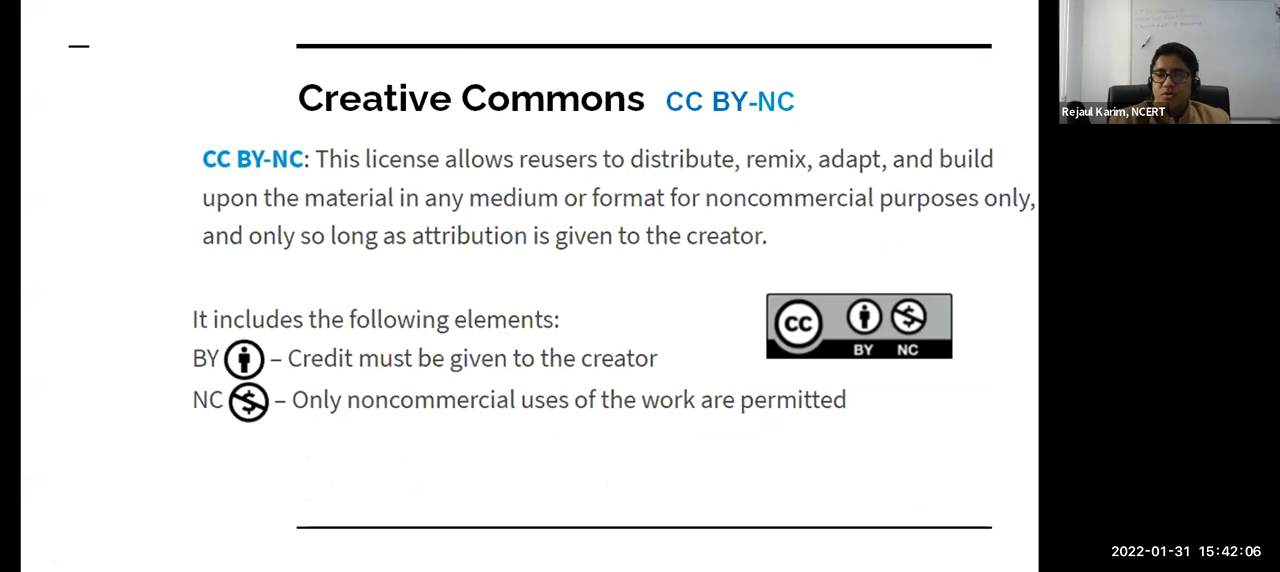 Creative Commons CC BY-NC
CC BY-NC: This license allows reusers to distribute, remix, adapt, and build
upon the material in any medium or format for noncommercial purposes only,
and only so long as attribution is given to the creator.
It includes the following elements:
BY – Credit must be given to the creator
NC – Only noncommercial uses of the work are permitted
CC BY NC
Rejaul Karim, NCERT
2022-01-31 15:42:06